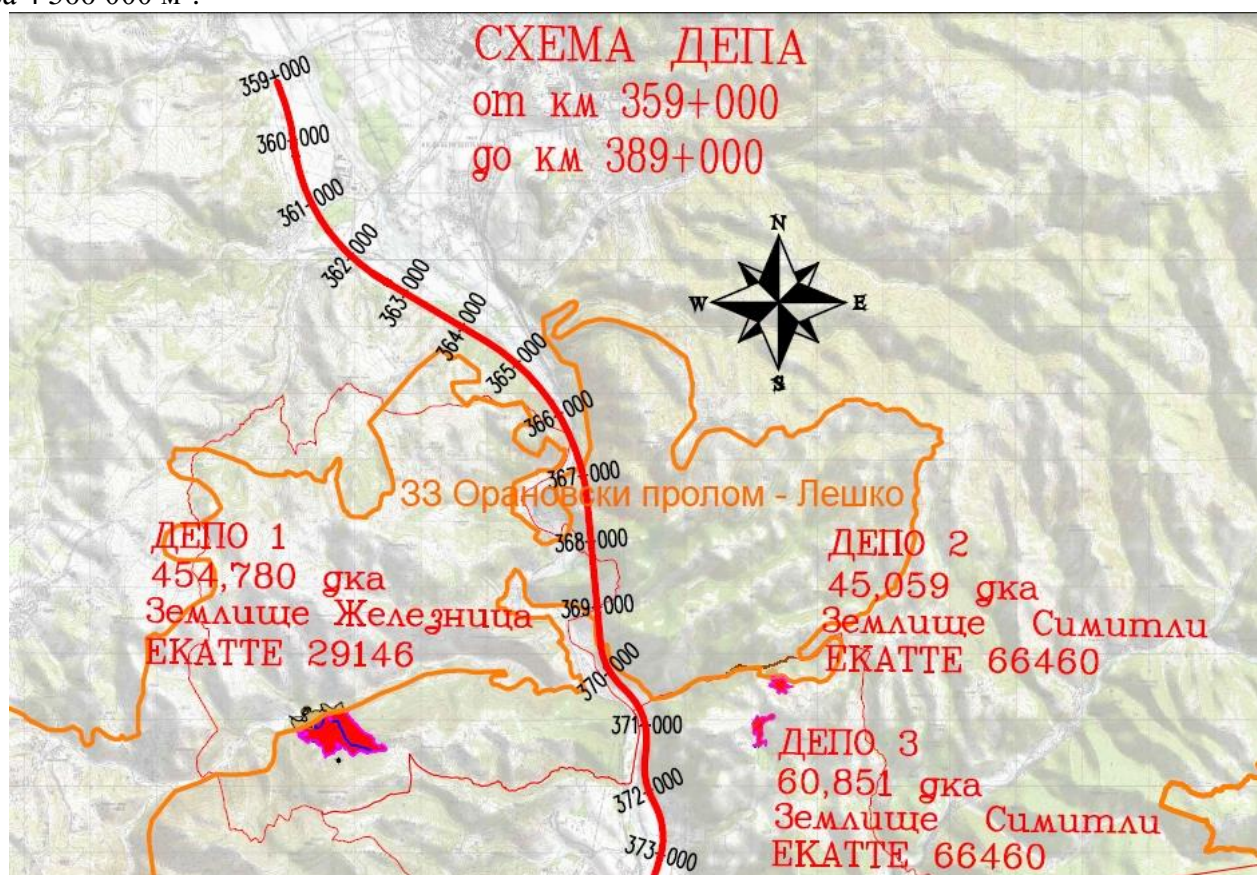 СХЕМА ДЕПА
от км 359+000
до км 389+000
359+000
360+000
361+000
362+000
363+000
364+000
365+000
366+000
367+000
368+000
369+000
370+000
371+000
372+000
373+000
N
W
E
S
ЗЗ Орановски пролом - Лешко
ДЕПО 1
454,780 дка
Землище Железница
ЕКАТТЕ 29146
ДЕПО 2
45,059 дка
Землище Симитли
ЕКАТТЕ 66460
ДЕПО 3
60,851 дка
Землище Симитли
ЕКАТТЕ 66460